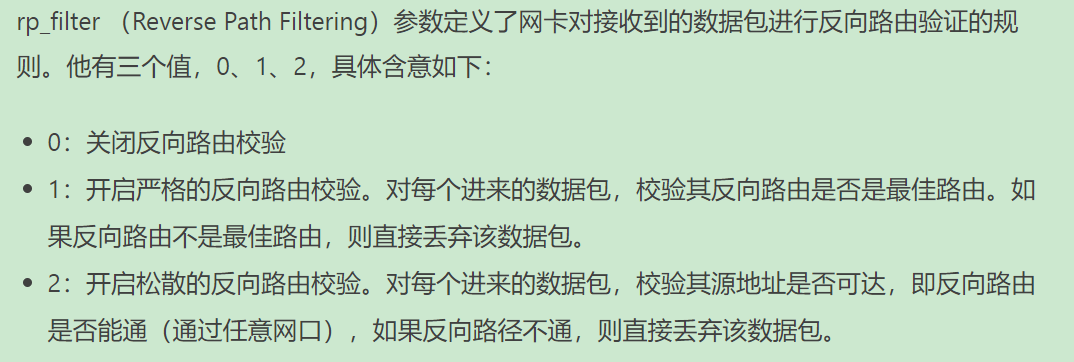 rp_filter （Reverse Path Filtering）参数定义了网卡对接收到的数据包进行反向路由验证的规
则。他有三个值，0、1、2，具体含意如下：
• 0：关闭反向路由校验
• 1：开启严格的反向路由校验。对每个进来的数据包，校验其反向路由是否是最佳路由。如
果反向路由不是最佳路由，则直接丢弃该数据包。
• 2：开启松散的反向路由校验。对每个进来的数据包，校验其源地址是否可达，即反向路由
是否能通（通过任意网口），如果反向路径不通，则直接丢弃该数据包。